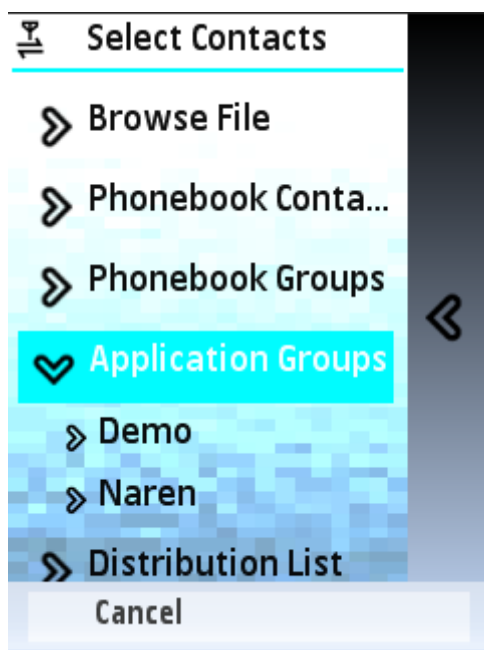 Select Contacts
Browse File
Phonebook Conta...
Phonebook Groups
Application Groups
Demo
Naren
Distribution List
Cancel